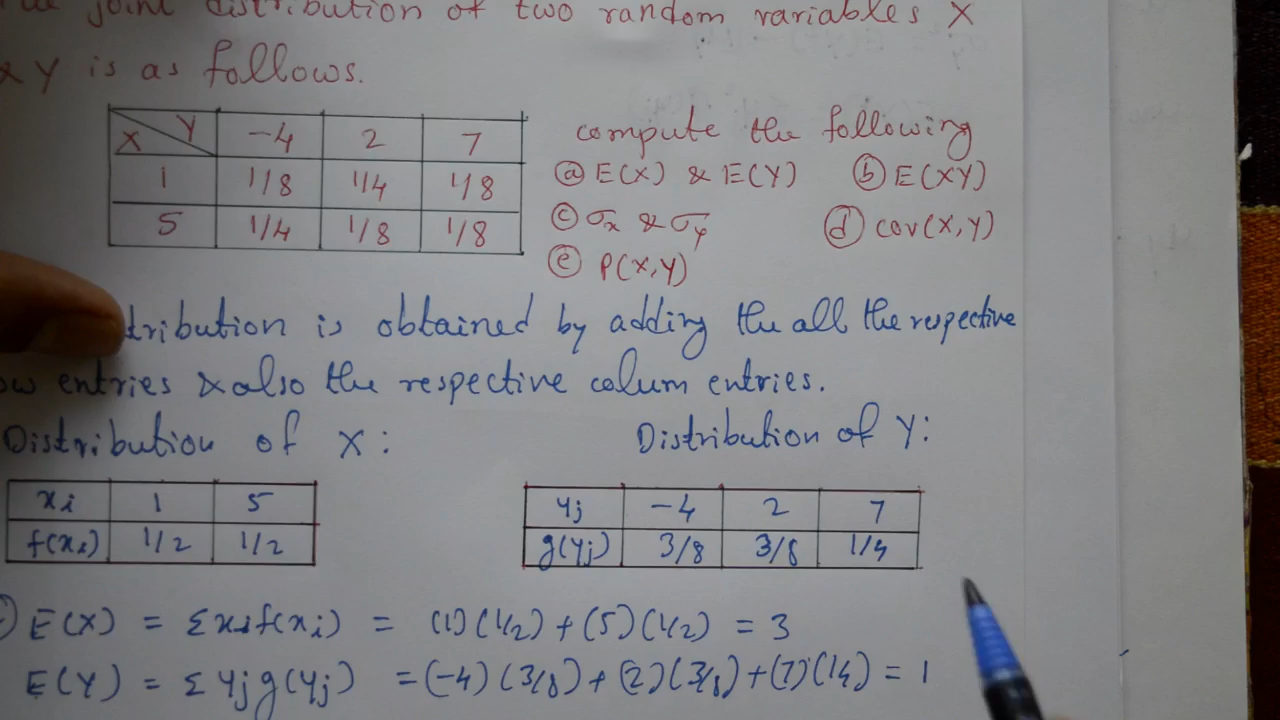 joint distribution of two random variables X
& Y is as follows.
X Y -4 2 7
1 1/8 1/4 1/8
5 1/4 1/8 1/8
compute the following
ⓐ E(X) & E(Y) ⓑ E(XY)
ⓒ σx & σy ⓓ cov(X,Y)
ⓔ ρ(X,Y)
tribution is obtained by adding the all the respective
ow entries & also the respective colum entries.
Distribution of X: Distribution of Y:
xi 1 5
f(xi) 1/2 1/2
yj -4 2 7
g(yj) 3/8 3/8 1/4
E(X) = Σxif(xi) = (1)(1/2)+(5)(1/2) = 3
E(Y) = Σ yjg(yj) = (-4)(3/8)+(2)(3/8)+(7)(1/4) = 1